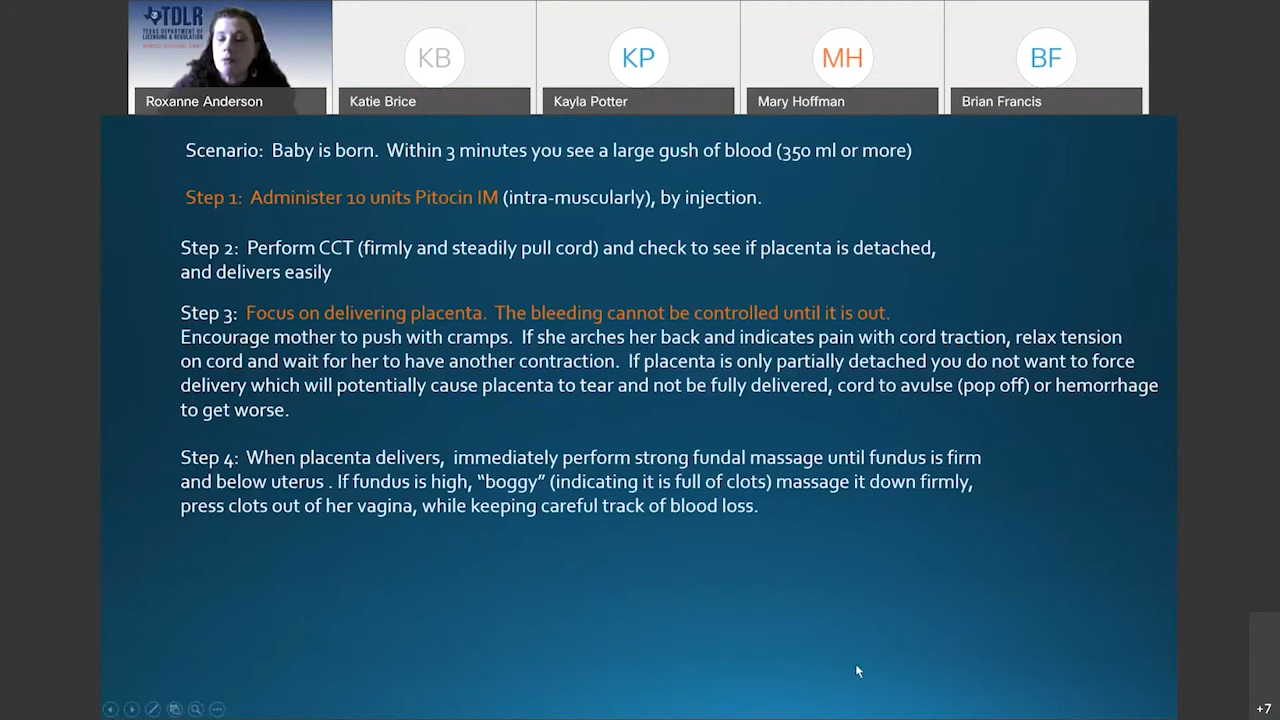 TDLR
TEXAS DEPARTMENT OF
LICENSING & REGULATION
KB
KP
MH
BF
Roxanne Anderson
Katie Brice
Kayla Potter
Mary Hoffman
Brian Francis
Scenario: Baby is born. Within 3 minutes you see a large gush of blood (350 ml or more)
Step 1: Administer 10 units Pitocin IM (intra-muscularly), by injection.
Step 2: Perform CCT (firmly and steadily pull cord) and check to see if placenta is detached,
and delivers easily
Step 3: Focus on delivering placenta. The bleeding cannot be controlled until it is out.
Encourage mother to push with cramps. If she arches her back and indicates pain with cord traction, relax tension
on cord and wait for her to have another contraction. If placenta is only partially detached you do not want to force
delivery which will potentially cause placenta to tear and not be fully delivered, cord to avulse (pop off) or hemorrhage
to get worse.
Step 4: When placenta delivers, immediately perform strong fundal massage until fundus is firm
and below uterus . If fundus is high, “boggy” (indicating it is full of clots) massage it down firmly,
press clots out of her vagina, while keeping careful track of blood loss.
+7